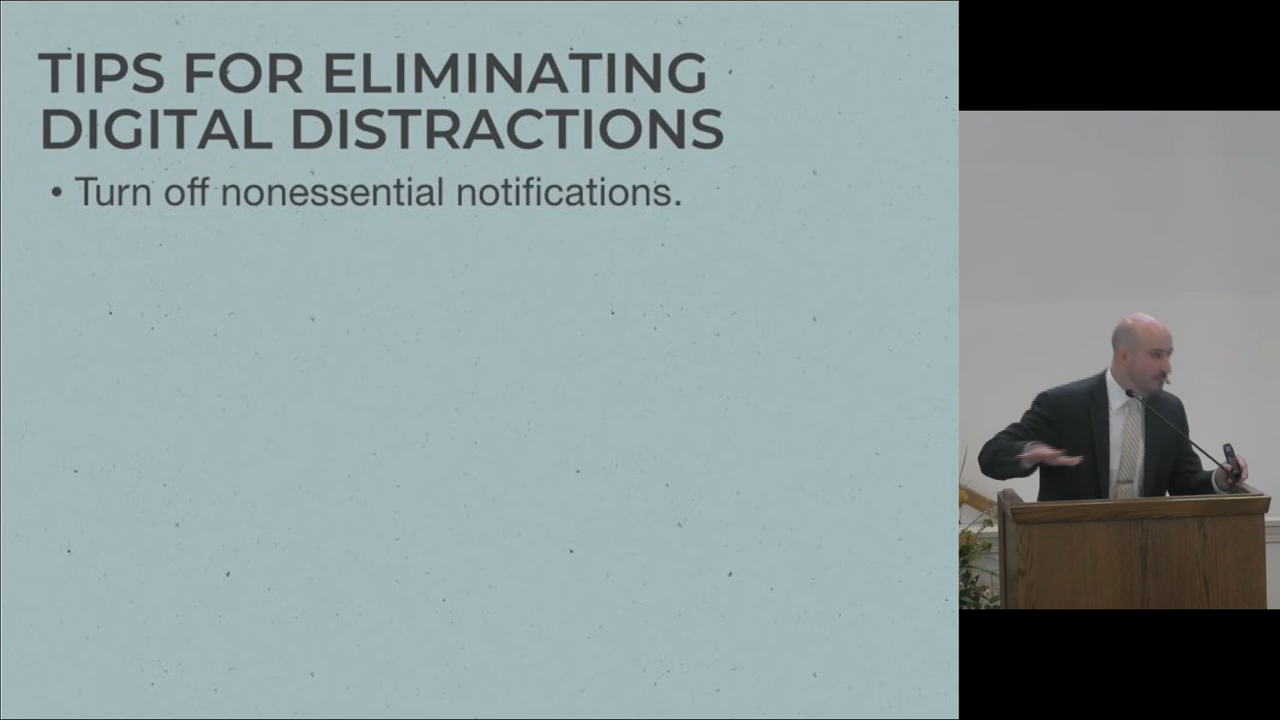 TIPS FOR ELIMINATING
DIGITAL DISTRACTIONS
• Turn off nonessential notifications.